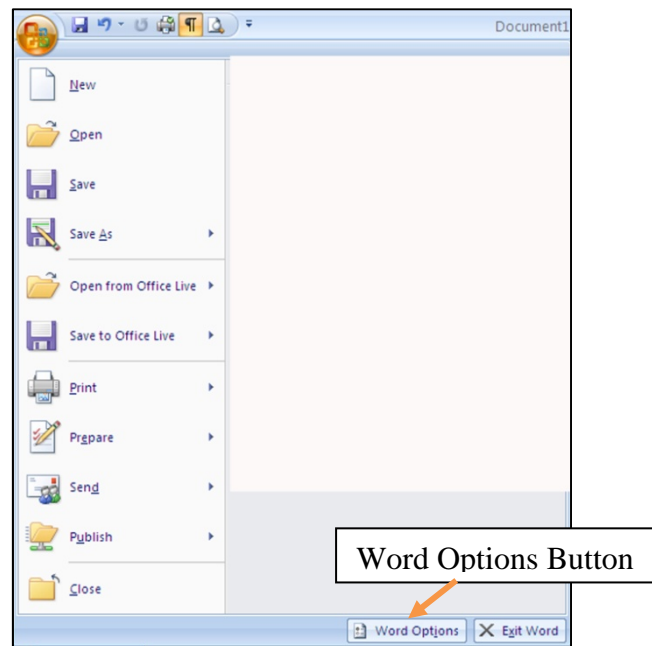 Document1
New
Open
Save
Save As
Open from Office Live
Save to Office Live
Print
Prepare
Send
Publish
Close
Word Options Button
Word Options
Exit Word